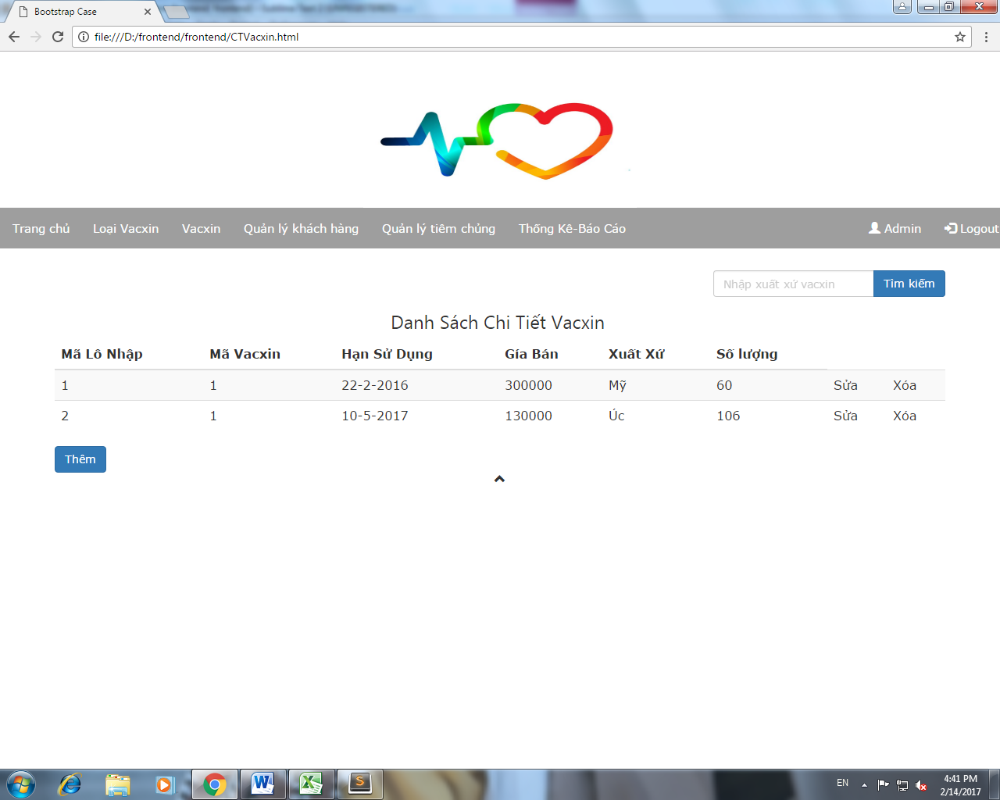 Bootstrap Case
file:///D:/frontend/frontend/CTVacxin.html
Trang chủ Loại Vacxin Vacxin Quản lý khách hàng Quản lý tiêm chủng Thống Kê-Báo Cáo Admin Logout
Nhập xuất xứ vacxin Tìm kiếm
Danh Sách Chi Tiết Vacxin
Mã Lô Nhập Mã Vacxin Hạn Sử Dụng Gía Bán Xuất Xứ Số lượng
1 1 22-2-2016 300000 Mỹ 60 Sửa Xóa
2 1 10-5-2017 130000 Úc 106 Sửa Xóa
Thêm
EN 4:41 PM
2/14/2017